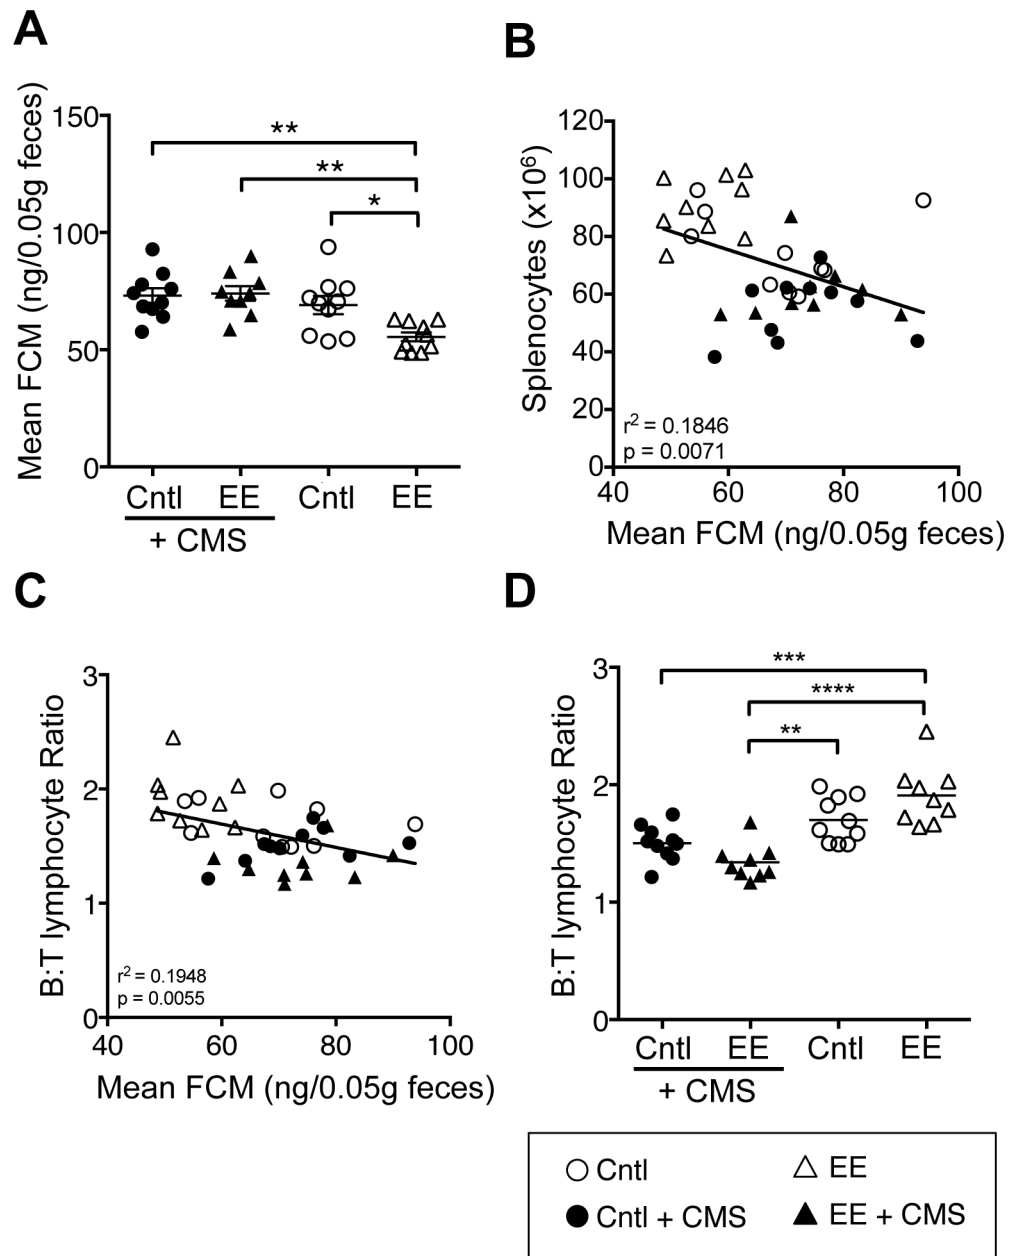 A
Mean FCM (ng/0.05g feces)
150
100
50
0
**
**
*
Cntl EE Cntl EE
+ CMS
B
Splenocytes (x10⁶)
120
100
80
60
40
20
0
r² = 0.1846
p = 0.0071
40 60 80 100
Mean FCM (ng/0.05g feces)
C
B:T lymphocyte Ratio
3
2
1
0
r² = 0.1948
p = 0.0055
40 60 80 100
Mean FCM (ng/0.05g feces)
D
B:T lymphocyte Ratio
3
2
1
0
***
****
**
Cntl EE Cntl EE
+ CMS
Cntl EE
Cntl + CMS EE + CMS